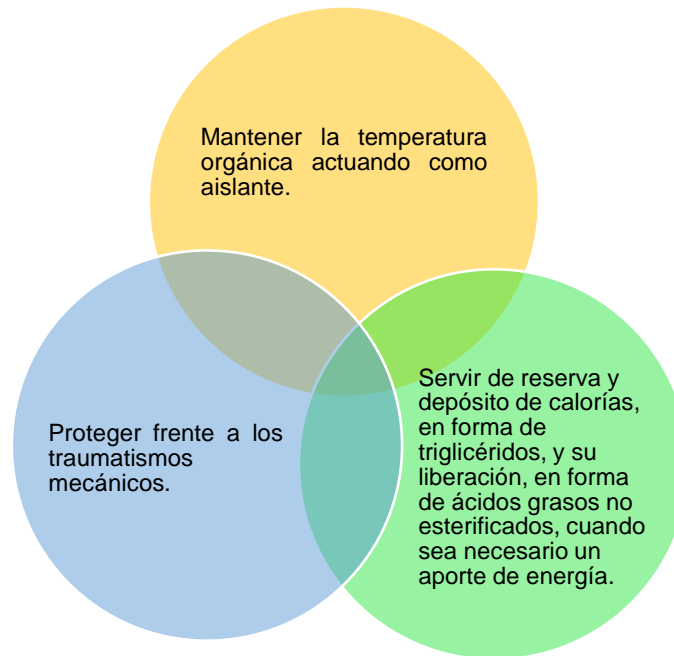 Mantener la temperatura
orgánica actuando como
aislante.
Proteger frente a los
traumatismos
mecánicos.
Servir de reserva y
depósito de calorías,
en forma de
triglicéridos, y su
liberación, en forma
de ácidos grasos no
esterificados, cuando
sea necesario un
aporte de energía.